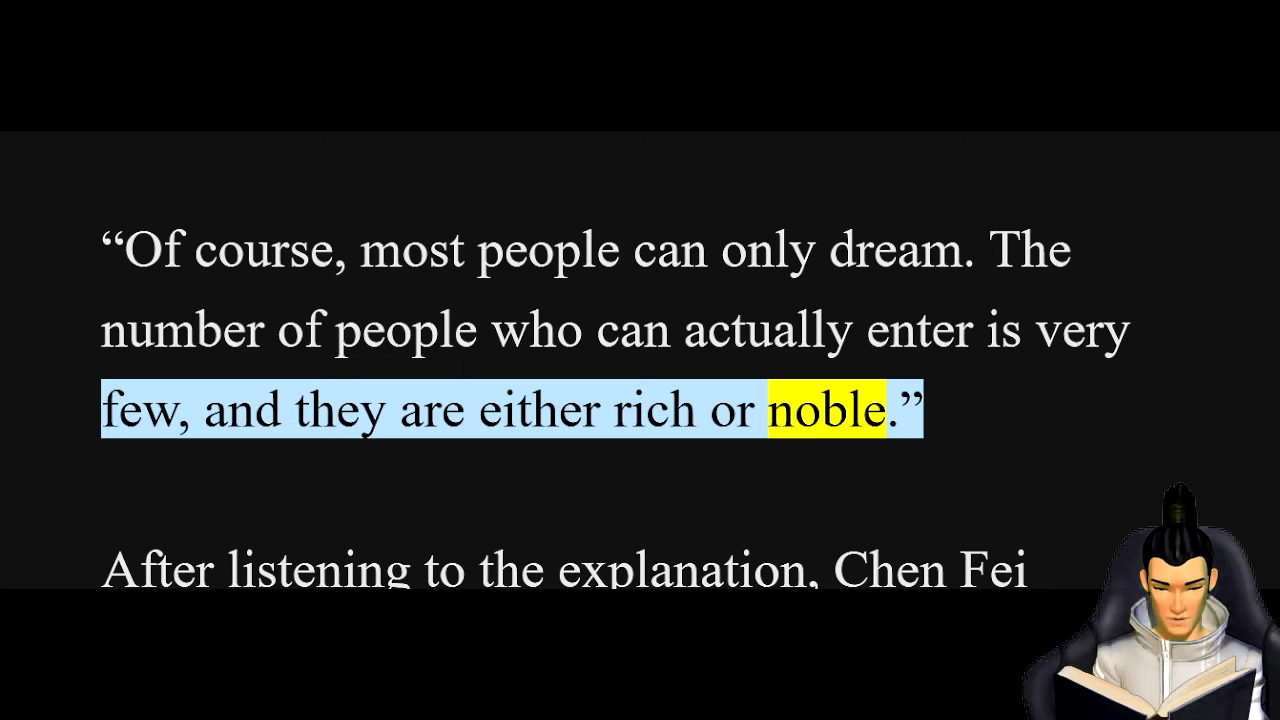 “Of course, most people can only dream. The
number of people who can actually enter is very
few, and they are either rich or noble.”
After listening to the explanation, Chen Fei